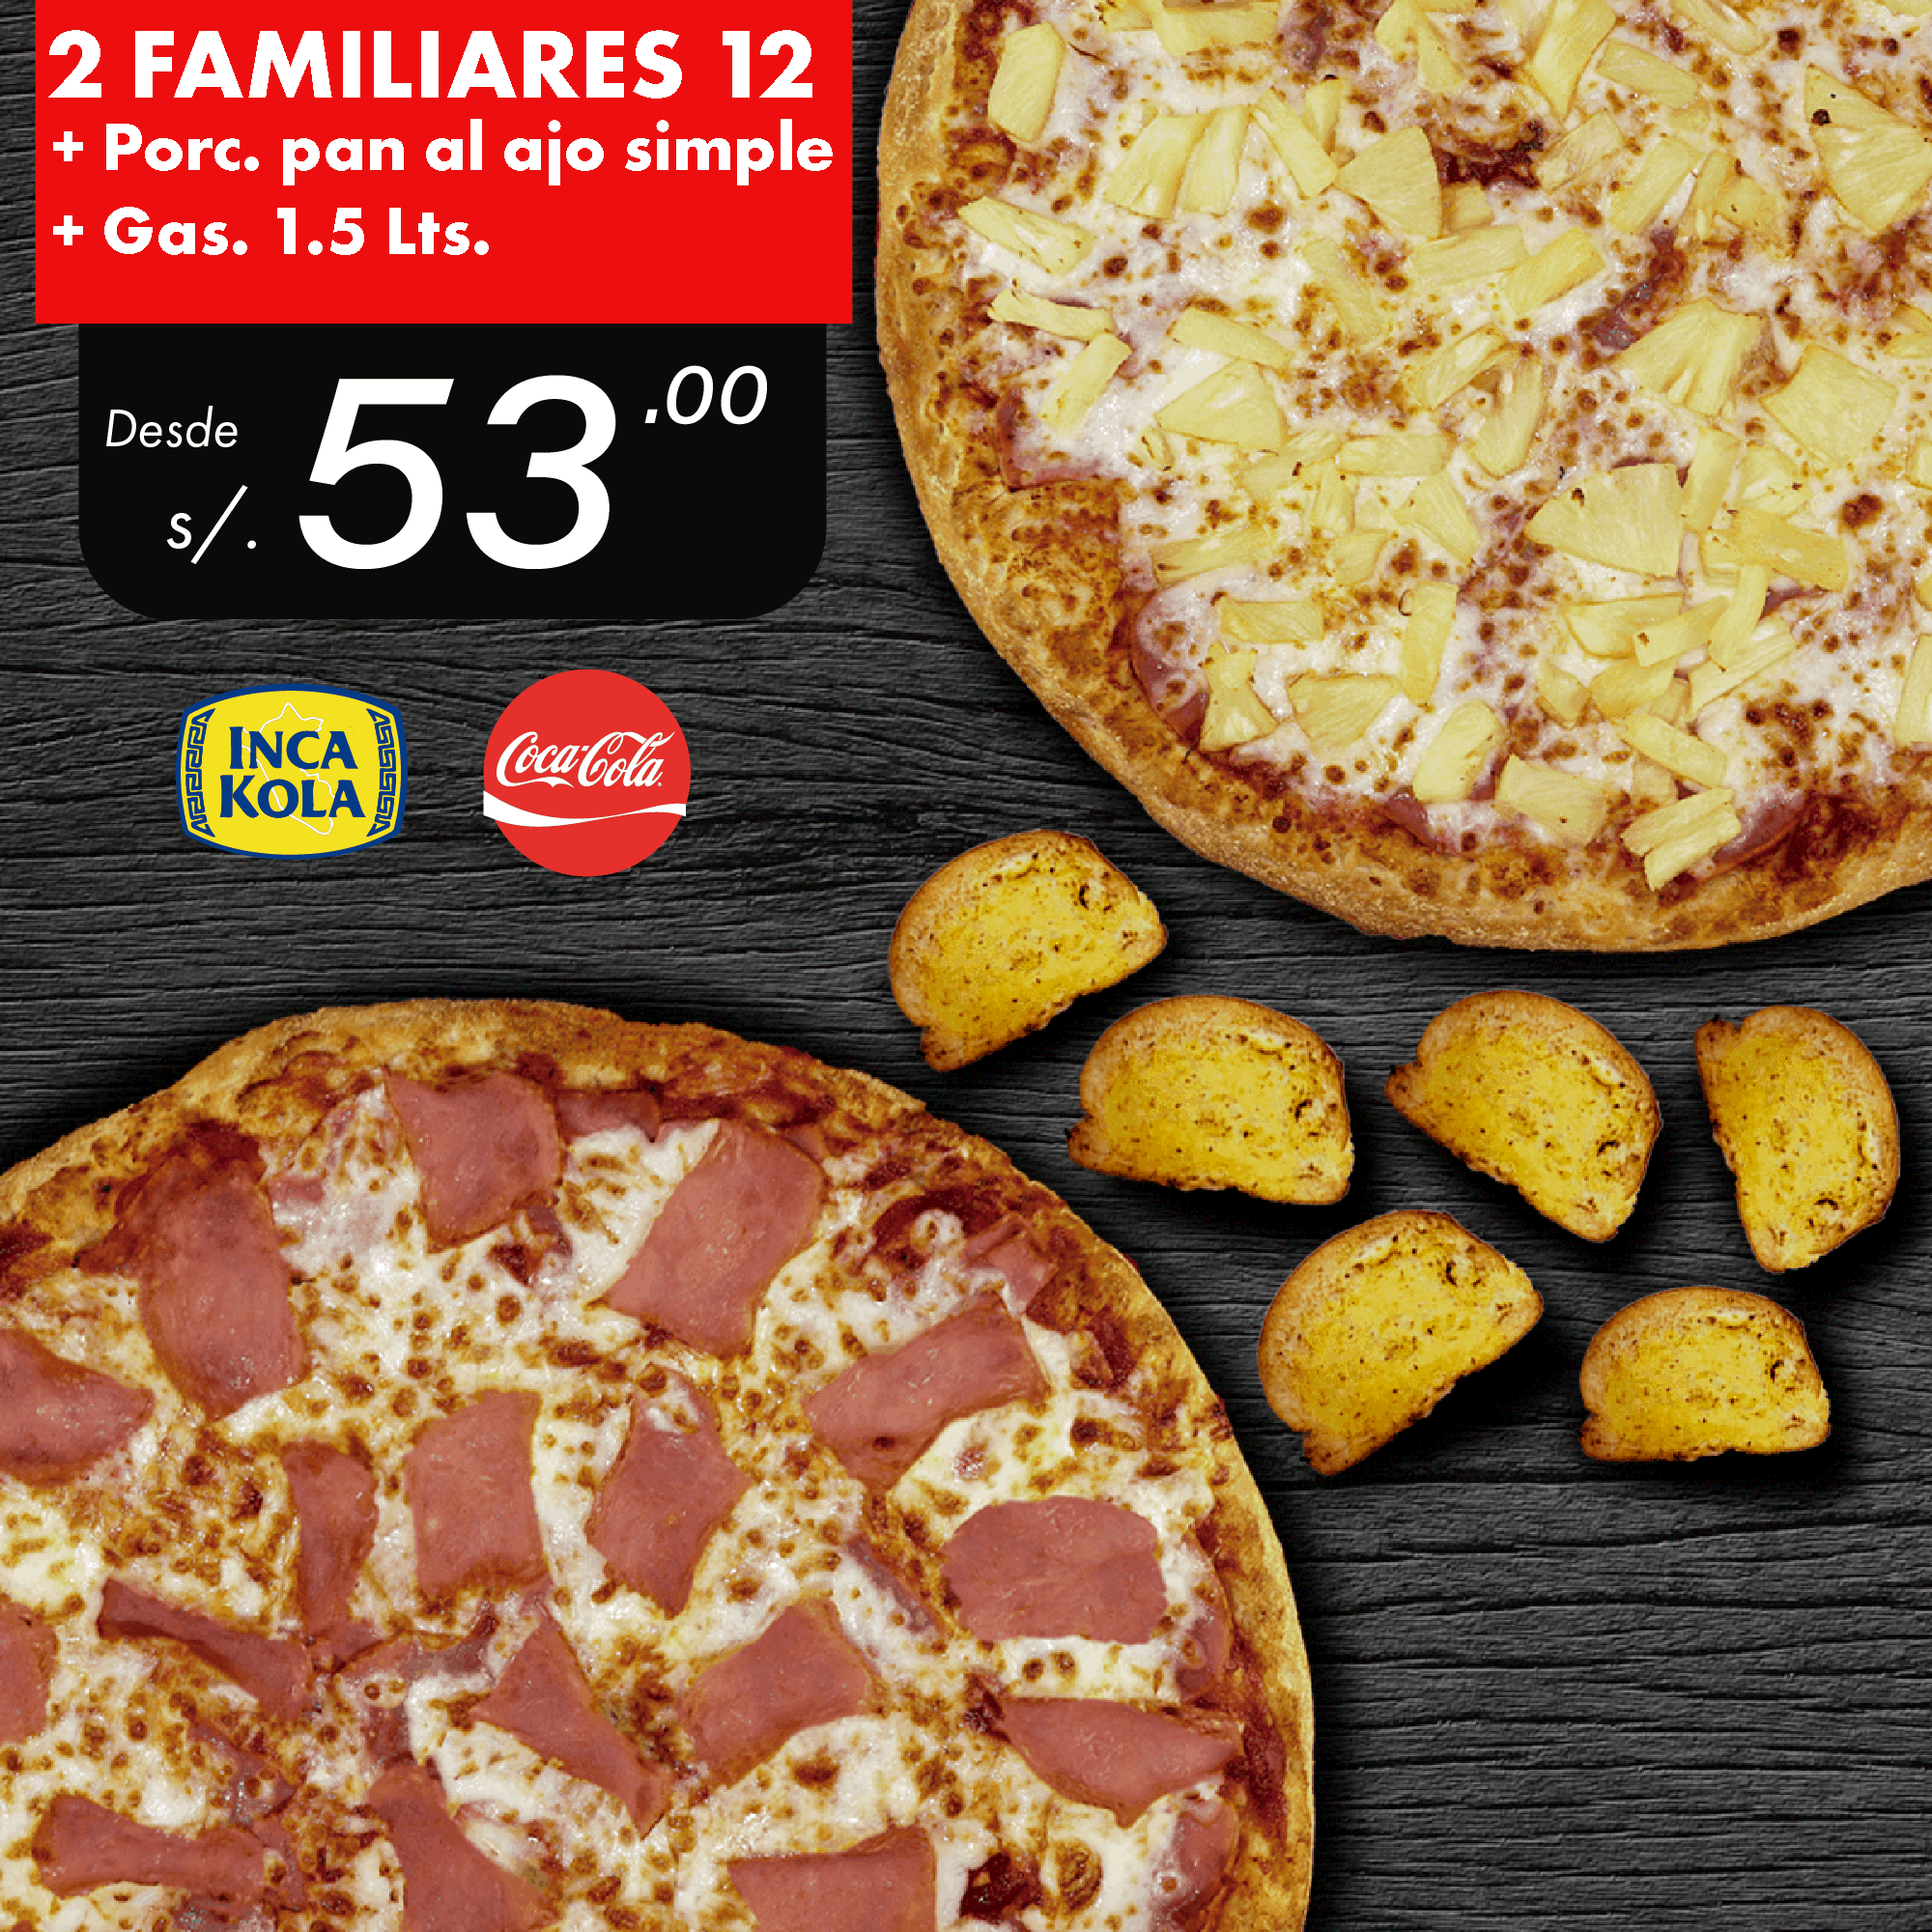 2 FAMILIARES 12
+ Porc. pan al ajo simple
+ Gas. 1.5 Lts.
Desde
s/. 53.00
INCA
KOLA
Coca-Cola